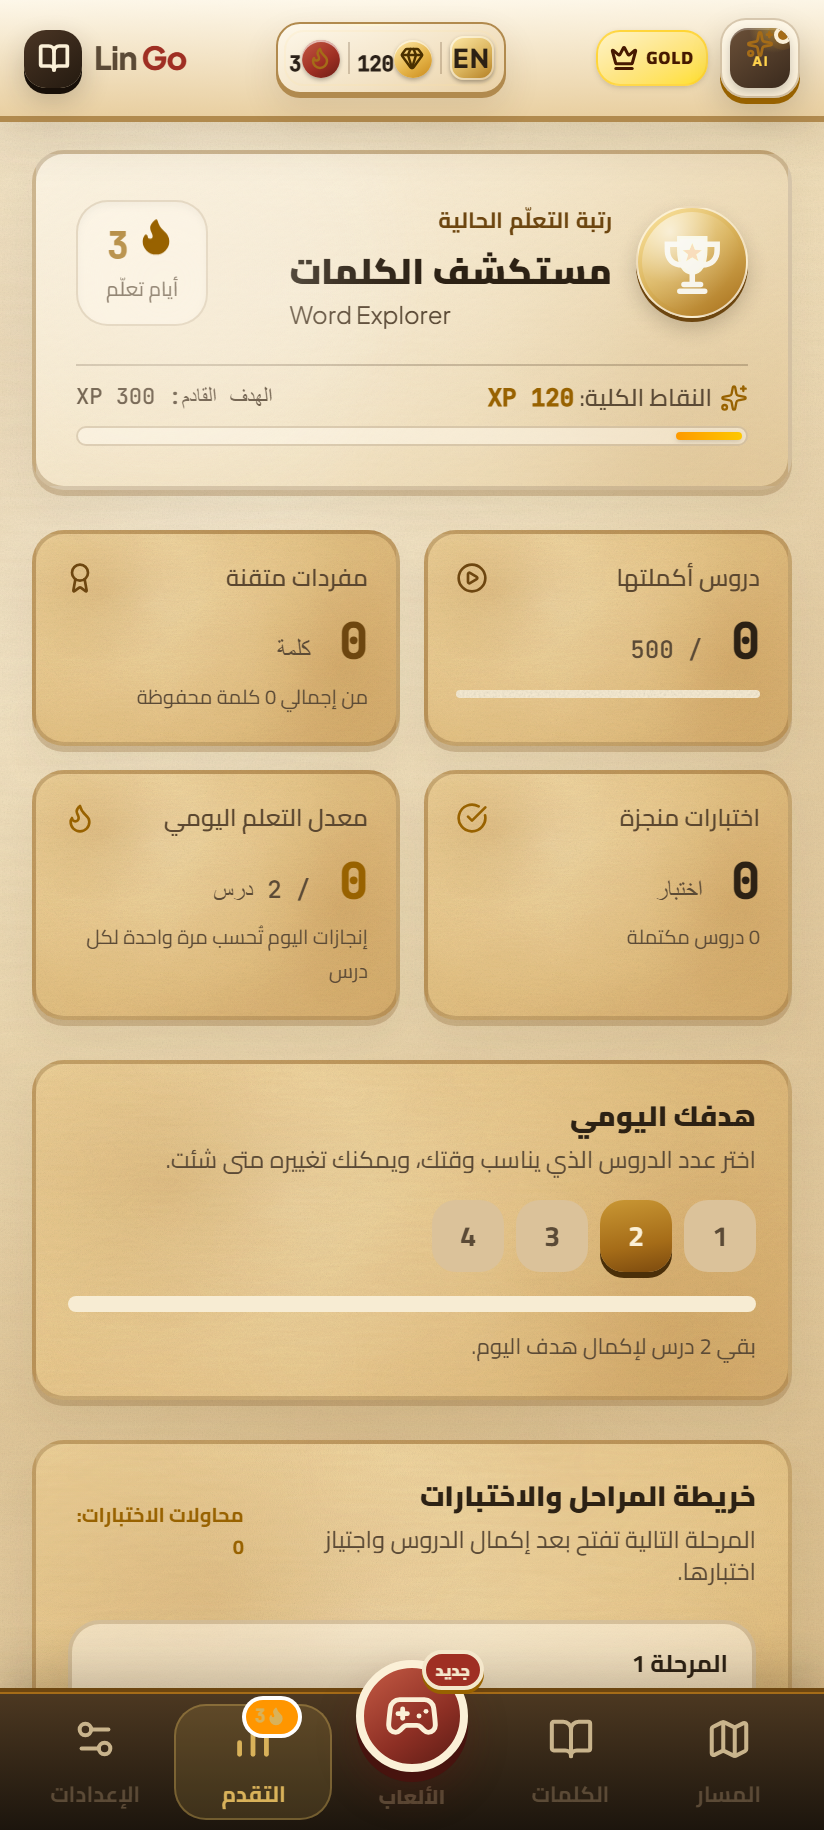 Lin Go
3
120
EN
GOLD
AI
رتبة التعلّم الحالية
مستكشف الكلمات
Word Explorer
3
أيام تعلّم
النقاط الكلية: 120 XP
الهدف القادم: 300 XP
دروس أكملتها
0 / 500
مفردات متقنة
0 كلمة
من إجمالي 0 كلمة محفوظة
اختبارات منجزة
0 اختبار
0 دروس مكتملة
معدل التعلم اليومي
0 / 2 درس
إنجازات اليوم تُحسب مرة واحدة لكل
درس
هدفك اليومي
اختر عدد الدروس الذي يناسب وقتك، ويمكنك تغييره متى شئت.
1 2 3 4
بقي 2 درس لإكمال هدف اليوم.
خريطة المراحل والاختبارات
المرحلة التالية تفتح بعد إكمال الدروس واجتياز
اختبارها.
محاولات الاختبارات:
0
المرحلة 1
المسار
الكلمات
جديد
الألعاب
3
التقدم
الإعدادات